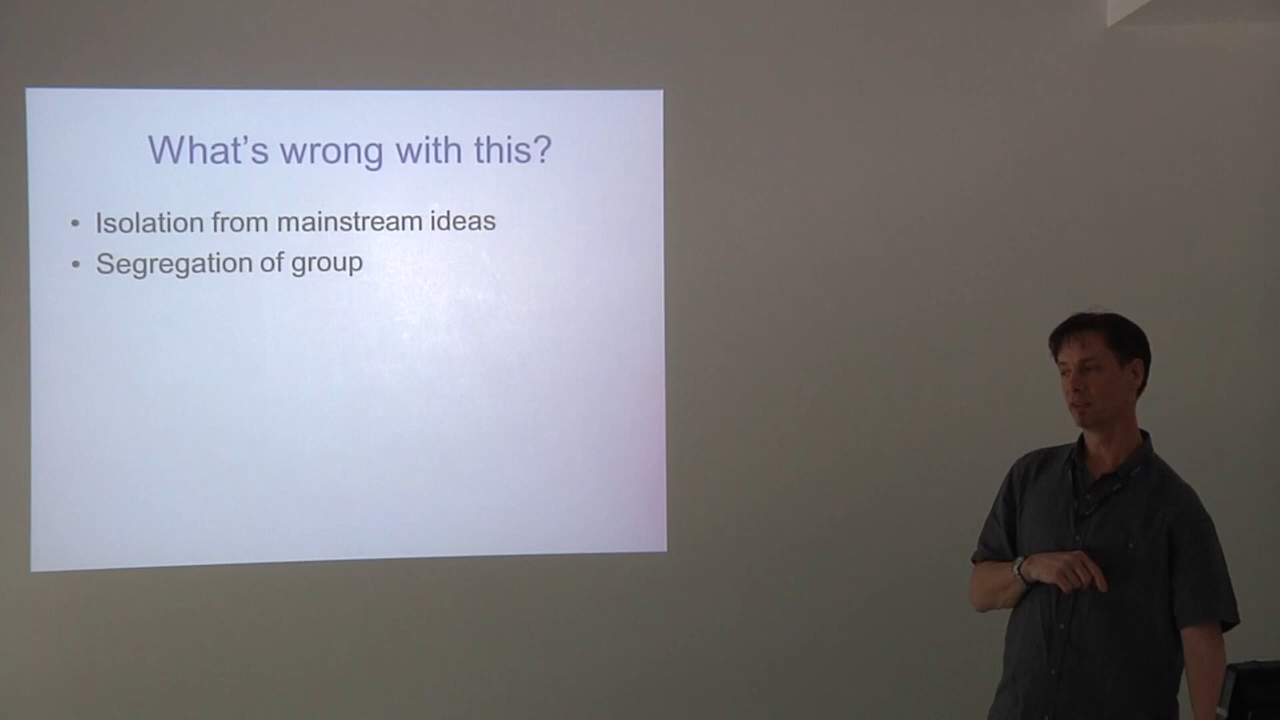 What's wrong with this?
• Isolation from mainstream ideas
• Segregation of group